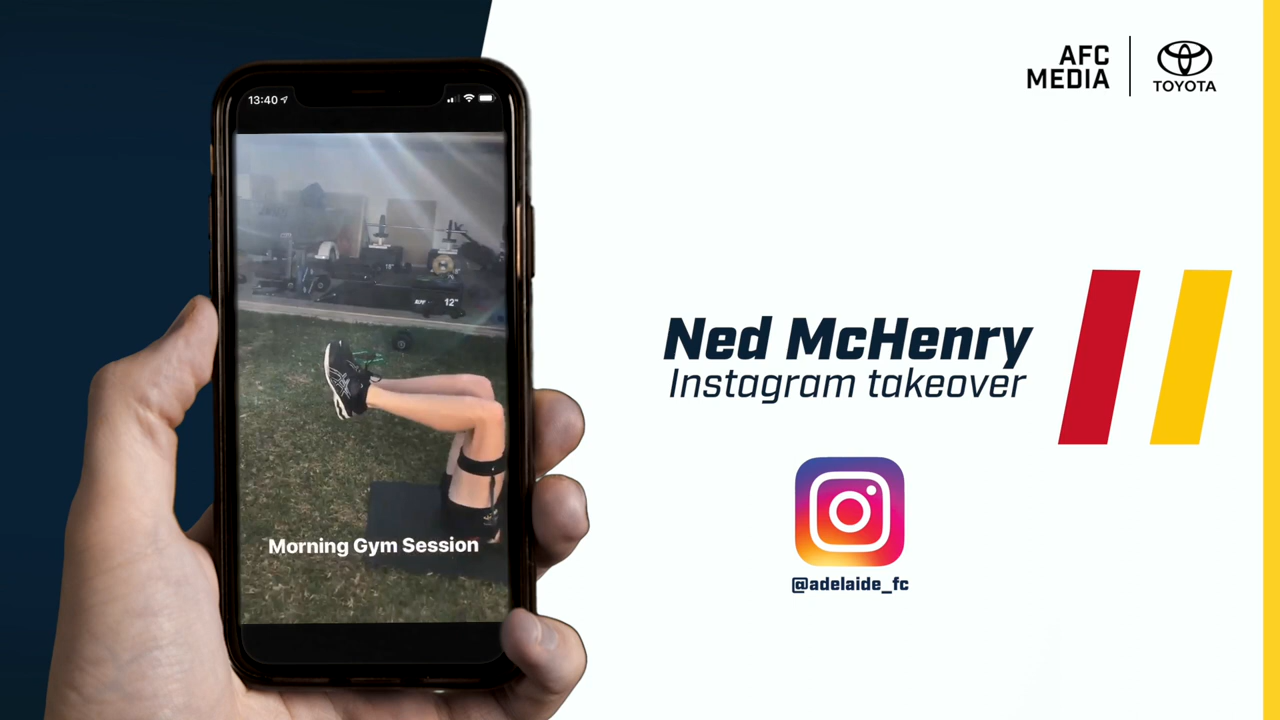 13:40
AFC
MEDIA
TOYOTA
12"
Ned McHenry
Instagram takeover
Morning Gym Session
@adelaide_fc